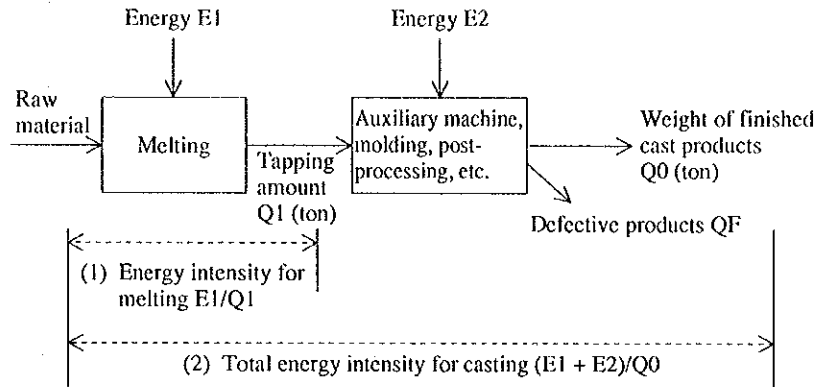 Energy E1
Energy E2
Raw
material
Melting
Tapping
amount
Q1 (ton)
Auxiliary machine,
molding, post-
processing, etc.
Weight of finished
cast products
Q0 (ton)
Defective products QF
(1) Energy intensity for
melting E1/Q1
(2) Total energy intensity for casting (E1 + E2)/Q0